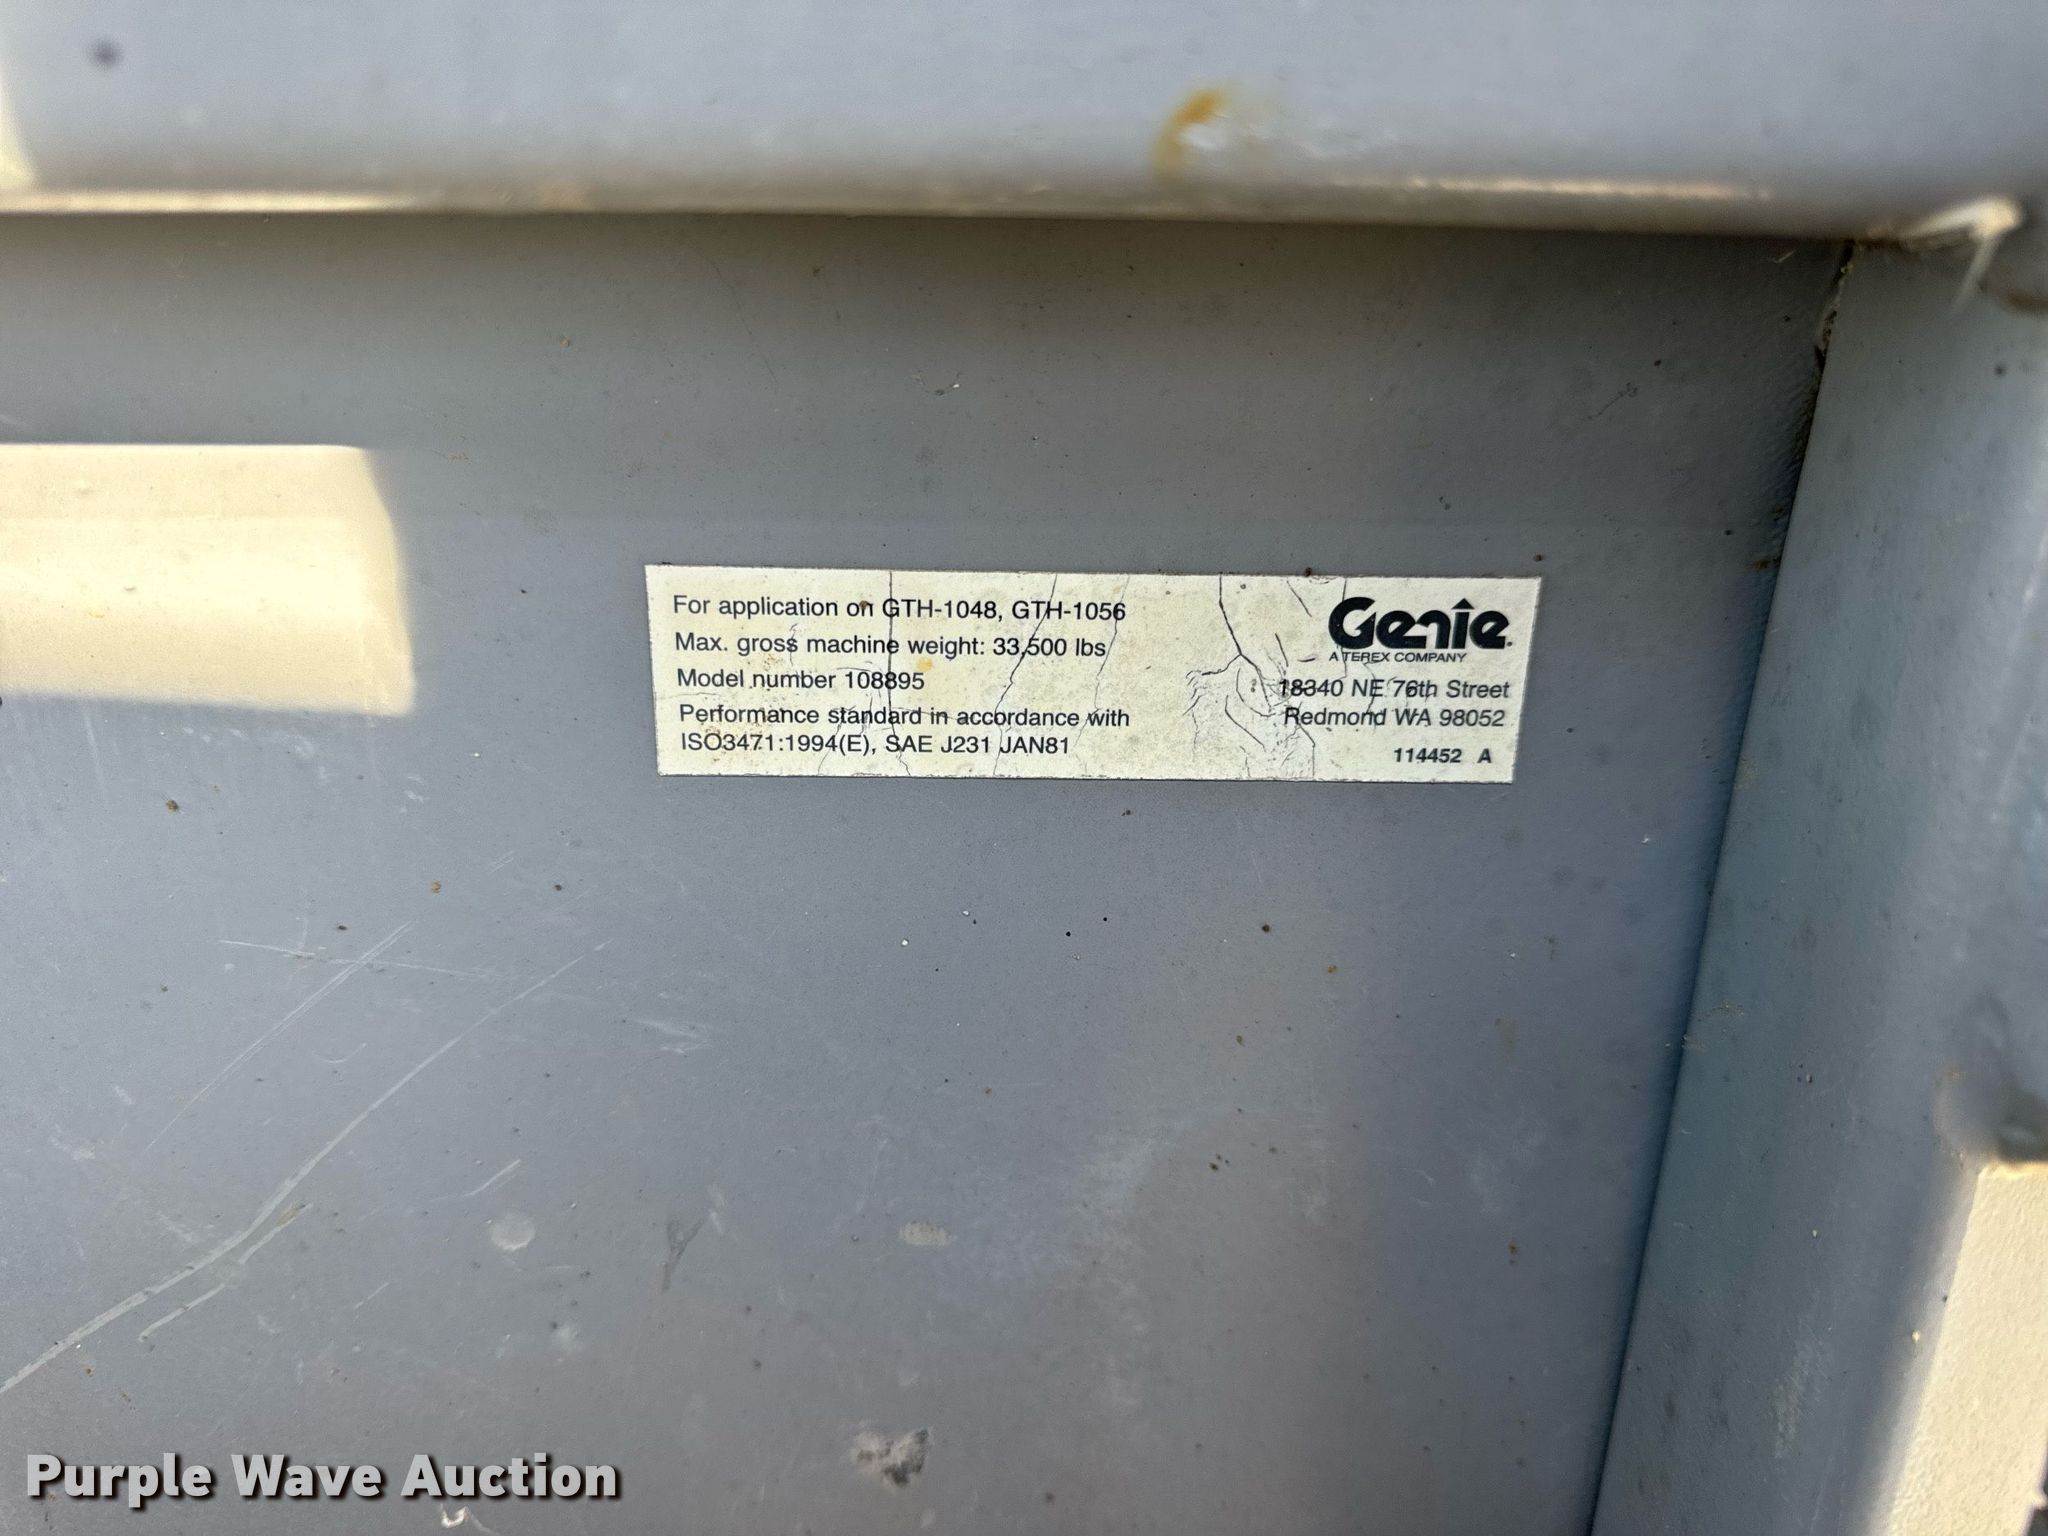 For application on GTH-1048, GTH-1056
Max. gross machine weight: 33,500 lbs
Model number 108895
Performance standard in accordance with
ISO3471:1994(E), SAE J231 JAN81
Genie
A TEREX COMPANY
18340 NE 76th Street
Redmond WA 98052
114452 A
Purple Wave Auction